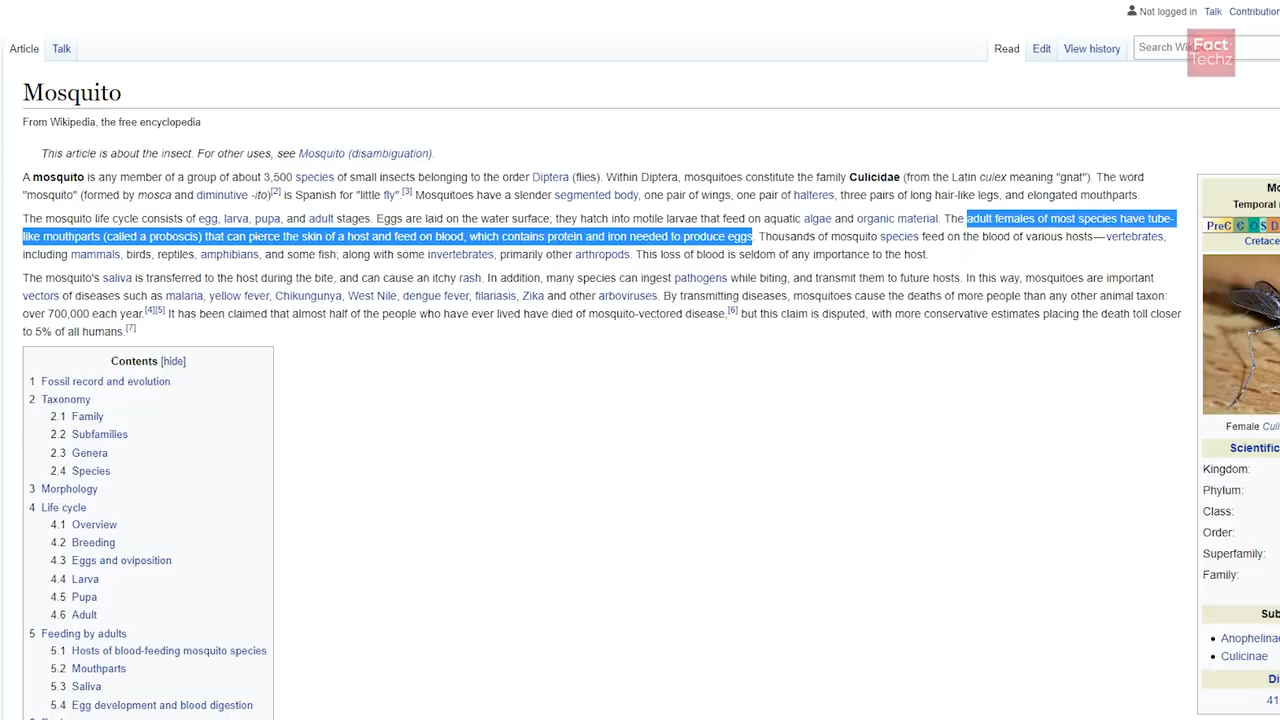 Not logged in Talk
Article Talk Read Edit View history Search
Fact
Techz
Mosquito
From Wikipedia, the free encyclopedia
This article is about the insect. For other uses, see Mosquito (disambiguation).
A mosquito is any member of a group of about 3,500 species of small insects belonging to the order Diptera (flies). Within Diptera, mosquitoes constitute the family Culicidae (from the Latin culex meaning "gnat"). The word
"mosquito" (formed by mosca and diminutive -ito)[2] is Spanish for "little fly".[3] Mosquitoes have a slender segmented body, one pair of wings, one pair of halteres, three pairs of long hair-like legs, and elongated mouthparts.
The mosquito life cycle consists of egg, larva, pupa, and adult stages. Eggs are laid on the water surface; they hatch into motile larvae that feed on aquatic algae and organic material. The adult females of most species have tube-
like mouthparts (called a proboscis) that can pierce the skin of a host and feed on blood, which contains protein and iron needed to produce eggs. Thousands of mosquito species feed on the blood of various hosts—vertebrates,
including mammals, birds, reptiles, amphibians, and some fish; along with some invertebrates, primarily other arthropods. This loss of blood is seldom of any importance to the host.
The mosquito's saliva is transferred to the host during the bite, and can cause an itchy rash. In addition, many species can ingest pathogens while biting, and transmit them to future hosts. In this way, mosquitoes are important
vectors of diseases such as malaria, yellow fever, Chikungunya, West Nile, dengue fever, filariasis, Zika and other arboviruses. By transmitting diseases, mosquitoes cause the deaths of more people than any other animal taxon:
over 700,000 each year.[4][5] It has been claimed that almost half of the people who have ever lived have died of mosquito-vectored disease,[6] but this claim is disputed, with more conservative estimates placing the death toll closer
to 5% of all humans.[7]
Contents [hide]
1 Fossil record and evolution
2 Taxonomy
2.1 Family
2.2 Subfamilies
2.3 Genera
2.4 Species
3 Morphology
4 Life cycle
4.1 Overview
4.2 Breeding
4.3 Eggs and oviposition
4.4 Larva
4.5 Pupa
4.6 Adult
5 Feeding by adults
5.1 Hosts of blood-feeding mosquito species
5.2 Mouthparts
5.3 Saliva
5.4 Egg development and blood digestion
Temporal
PreЄ Є O S D
Female
Kingdom:
Phylum:
Class:
Order:
Superfamily:
Family:
Culicinae
41